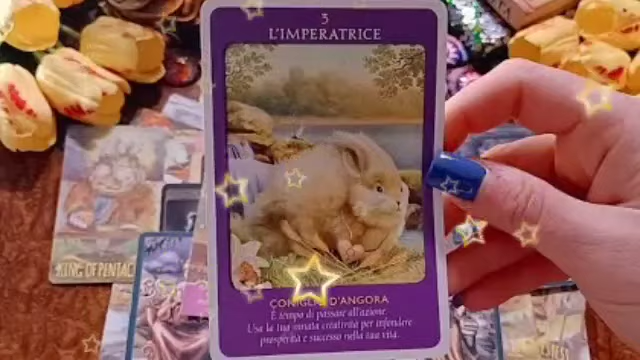 3
L'IMPERATRICE
CONIGLIO D'ANGORA
È tempo di passare all'azione.
Usa la tua innata creatività per infondere
prosperità e successo nella tua vita.
KING OF PENTAC